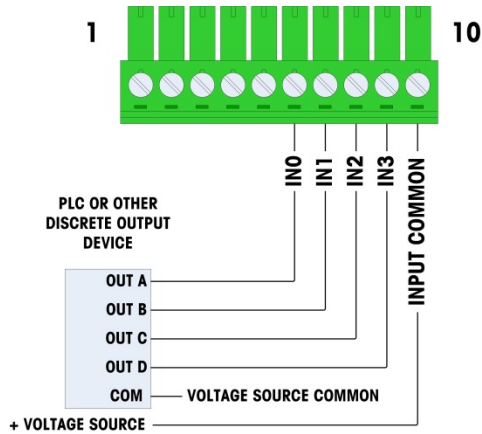 1
10
IN0
IN1
IN2
IN3
INPUT COMMON
PLC OR OTHER
DISCRETE OUTPUT
DEVICE
OUT A
OUT B
OUT C
OUT D
COM
VOLTAGE SOURCE COMMON
+ VOLTAGE SOURCE